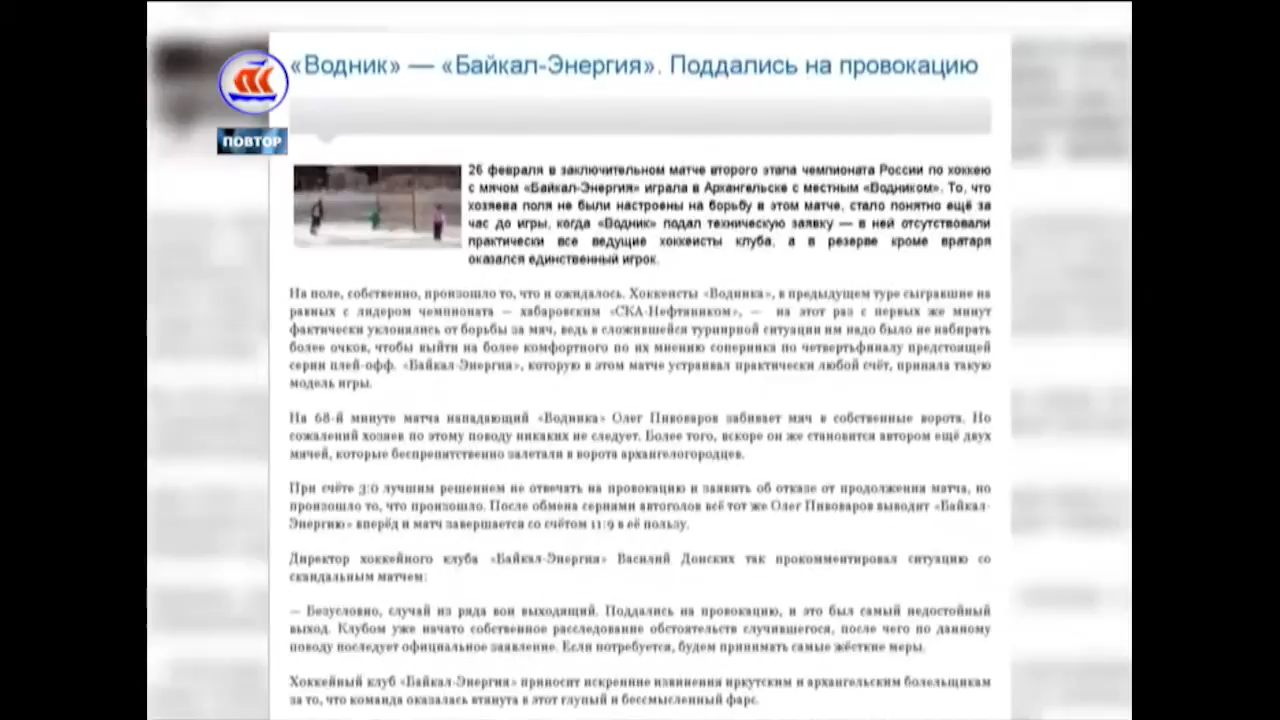 «Водник» — «Байкал-Энергия». Поддались на провокацию
ПОВТОР
26 февраля в заключительном матче второго этапа чемпионата России по хоккею
с мячом «Байкал-Энергия» играла в Архангельске с местным «Водником». То, что
хозяева поля не были настроены на борьбу в этом матче, стало понятно ещё за
час до игры, когда «Водник» подал техническую заявку — в ней отсутствовали
практически все ведущие хоккеисты клуба, а в резерве кроме вратаря
оказался единственный игрок.
На поле, собственно, произошло то, что и ожидалось. Хоккеисты «Водника», в предыдущем туре сыгравшие на
равных с лидером чемпионата — хабаровским «СКА-Нефтяником», — на этот раз с первых же минут
фактически уклонялись от борьбы за мяч, ведь в сложившейся турнирной ситуации им надо было не набирать
более очков, чтобы выйти на более комфортного по их мнению соперника по четвертьфиналу предстоящей
серии плей-офф. «Байкал-Энергия», которую в этом матче устраивал практически любой счёт, приняла такую
модель игры.
На 68-й минуте матча нападающий «Водника» Олег Пивоваров забивает мяч в собственные ворота. Но
сожалений хозяев по этому поводу никаких не следует. Более того, вскоре он же становится автором ещё двух
мячей, которые беспрепятственно залетали в ворота архангелогородцев.
При счёте 3:0 лучшим решением не отвечать на провокацию и заявить об отказе от продолжения матча, но
произошло то, что произошло. После обмена сериями автоголов всё тот же Олег Пивоваров выводит «Байкал-
Энергию» вперёд и матч завершается со счётом 11:9 в её пользу.
Директор хоккейного клуба «Байкал-Энергия» Василий Донских так прокомментировал ситуацию со
скандальным матчем:
— Безусловно, случай из ряда вон выходящий. Поддались на провокацию, и это был самый недостойный
выход. Клубом уже начато собственное расследование обстоятельств случившегося, после чего по данному
поводу последует официальное заявление. Если потребуется, будем принимать самые жёсткие меры.
Хоккейный клуб «Байкал-Энергия» приносит искренние извинения иркутским и архангельским болельщикам
за то, что команда оказалась втянута в этот глупый и бессмысленный фарс.